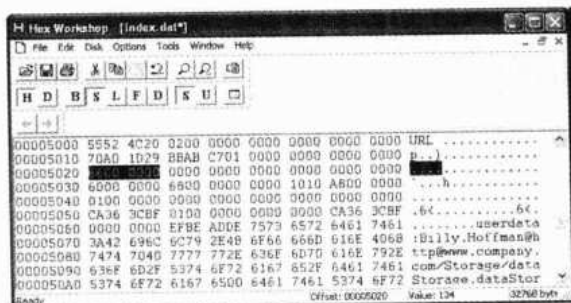 Hex Workshop - [index.dat*]
File Edit Disk Options Tools Window Help
H D B S L F D S U
00005000 5552 4C20 0200 0000 0000 0000 0000 0000 URL .............
00005010 70A0 1D29 BBAB C701 0000 0000 0000 0000 p..)............
00005020 0000 0000 0000 0000 0000 0000
00005030 6000 0000 6800 0000 0000 1010 A800 0000
00005040 0100 0000 0000 0000 0000 0000 0000 0000
00005050 CA36 3CBF 0100 0000 0000 0000 CA36 3CBF .6<..........6<.
00005060 0000 0000 EFBE ADDE 7573 6572 6461 7461 ........userdata
00005070 3A42 696C 6C79 2E48 6F66 666D 616E 4068 :Billy.Hoffman@h
00005080 7474 7040 7777 772E 636F 6D70 616E 792E ttp@www.company.
00005090 636F 6D2F 5374 6F72 6167 652F 6461 7461 com/Storage/data
000050A0 5374 6F72 6167 6500 6461 7461 5374 6F72 Storage.dataStor
Ready Offset: 00005020 Value: 134 32768 byte